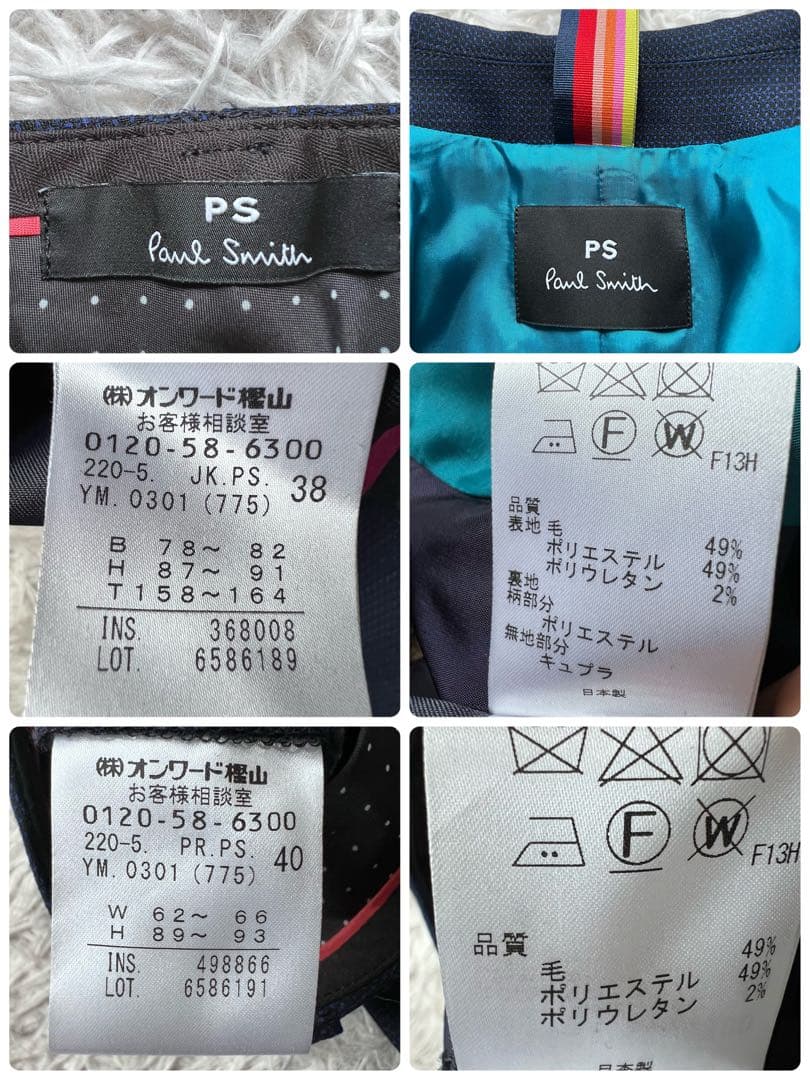 PS
Paul Smith
PS
Paul Smith
(株)オンワード樫山
お客様相談室
0120-58-6300
220-5. JK.PS. 38
YM. 0301 (775)
B 78～ 82
H 87～ 91
T158～164
INS. 368008
LOT. 6586189
F W F13H
品質
表地 毛 49%
ポリエステル 49%
ポリウレタン 2%
裏地
柄部分
ポリエステル
無地部分
キュプラ
日本製
(株)オンワード樫山
お客様相談室
0120-58-6300
220-5. PR.PS. 40
YM. 0301 (775)
W 62～ 66
H 89～ 93
INS. 498866
LOT. 6586191
F W F13H
品質
毛 49%
ポリエステル 49%
ポリウレタン 2%
日本製